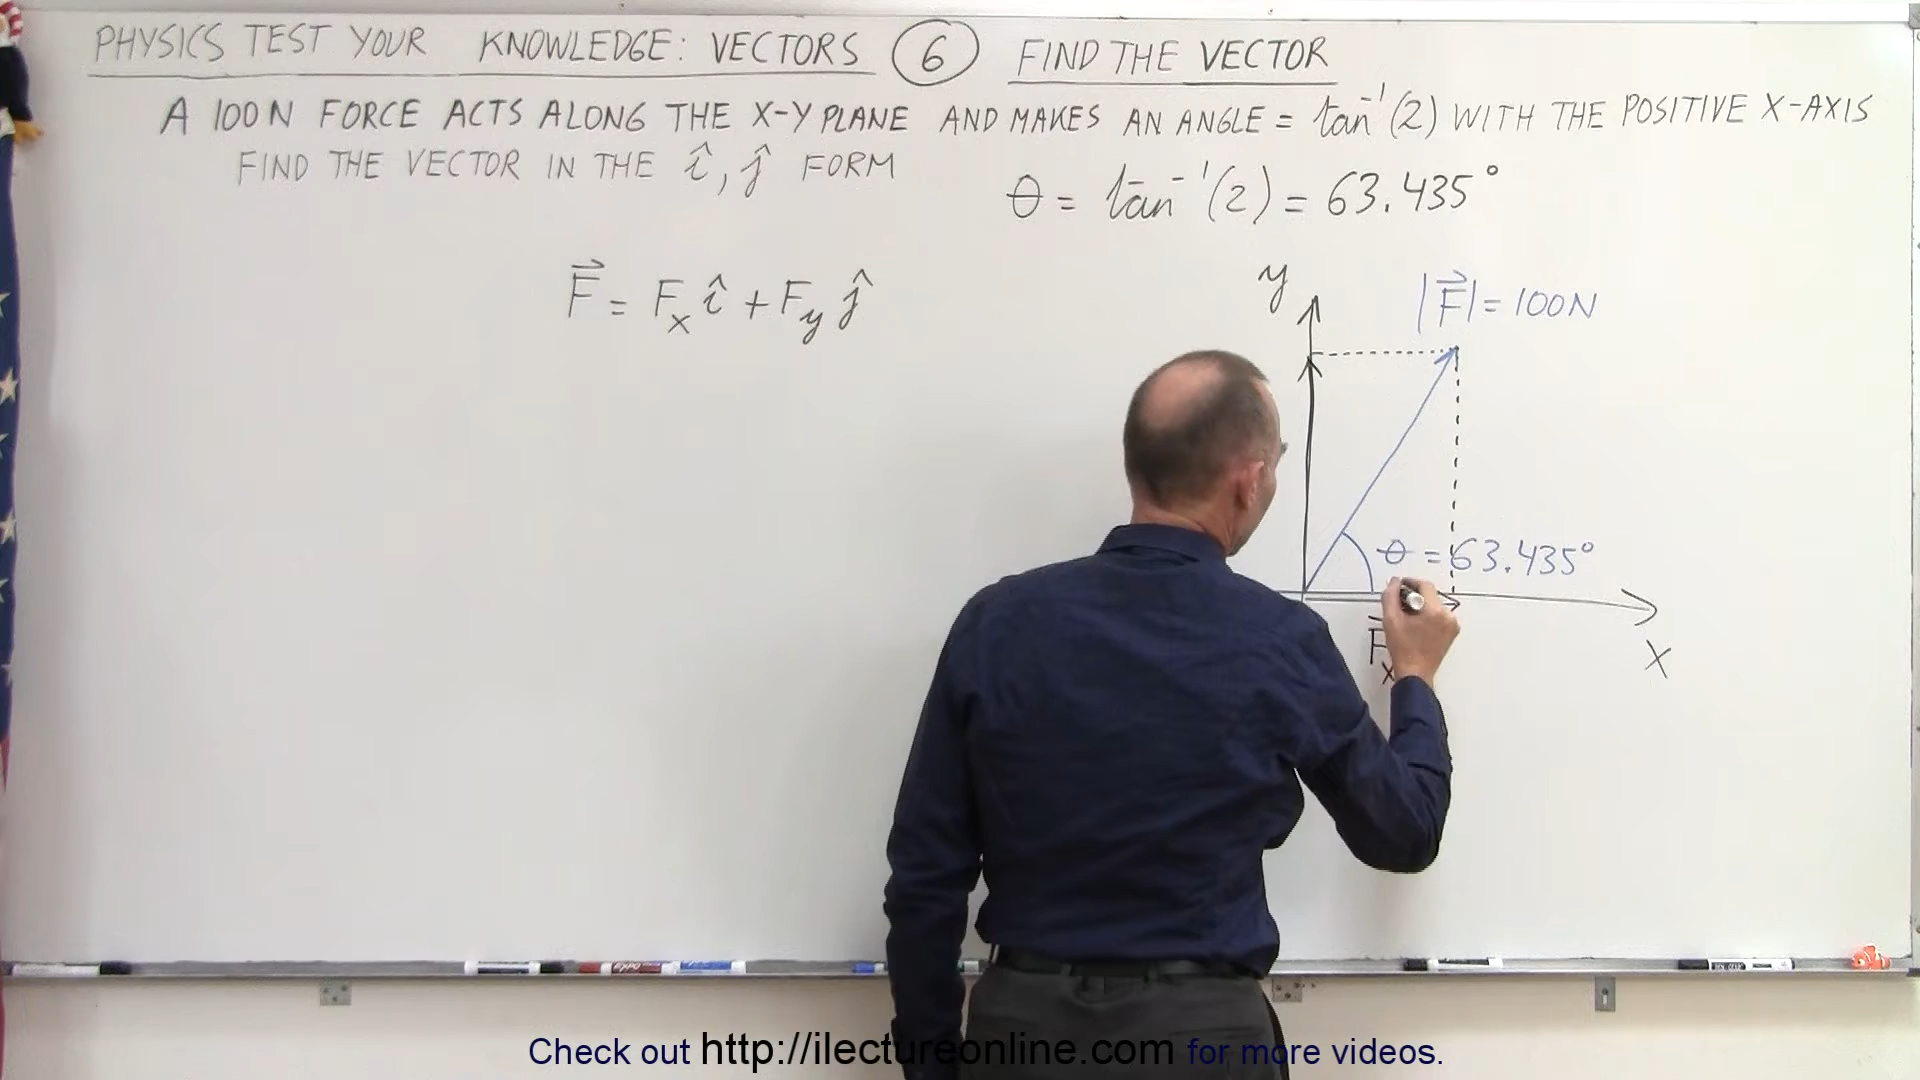 PHYSICS TEST YOUR KNOWLEDGE: VECTORS 6 FIND THE VECTOR
A 100N FORCE ACTS ALONG THE X-Y PLANE AND MAKES AN ANGLE = tan⁻¹(2) WITH THE POSITIVE X-AXIS
FIND THE VECTOR IN THE î, ĵ FORM
θ = tan⁻¹(2) = 63.435°
F⃗ = Fₓ î + F_y ĵ
y
|F⃗| = 100N
θ = 63.435°
F⃗ₓ
x
Check out http://ilectureonline.com for more videos.